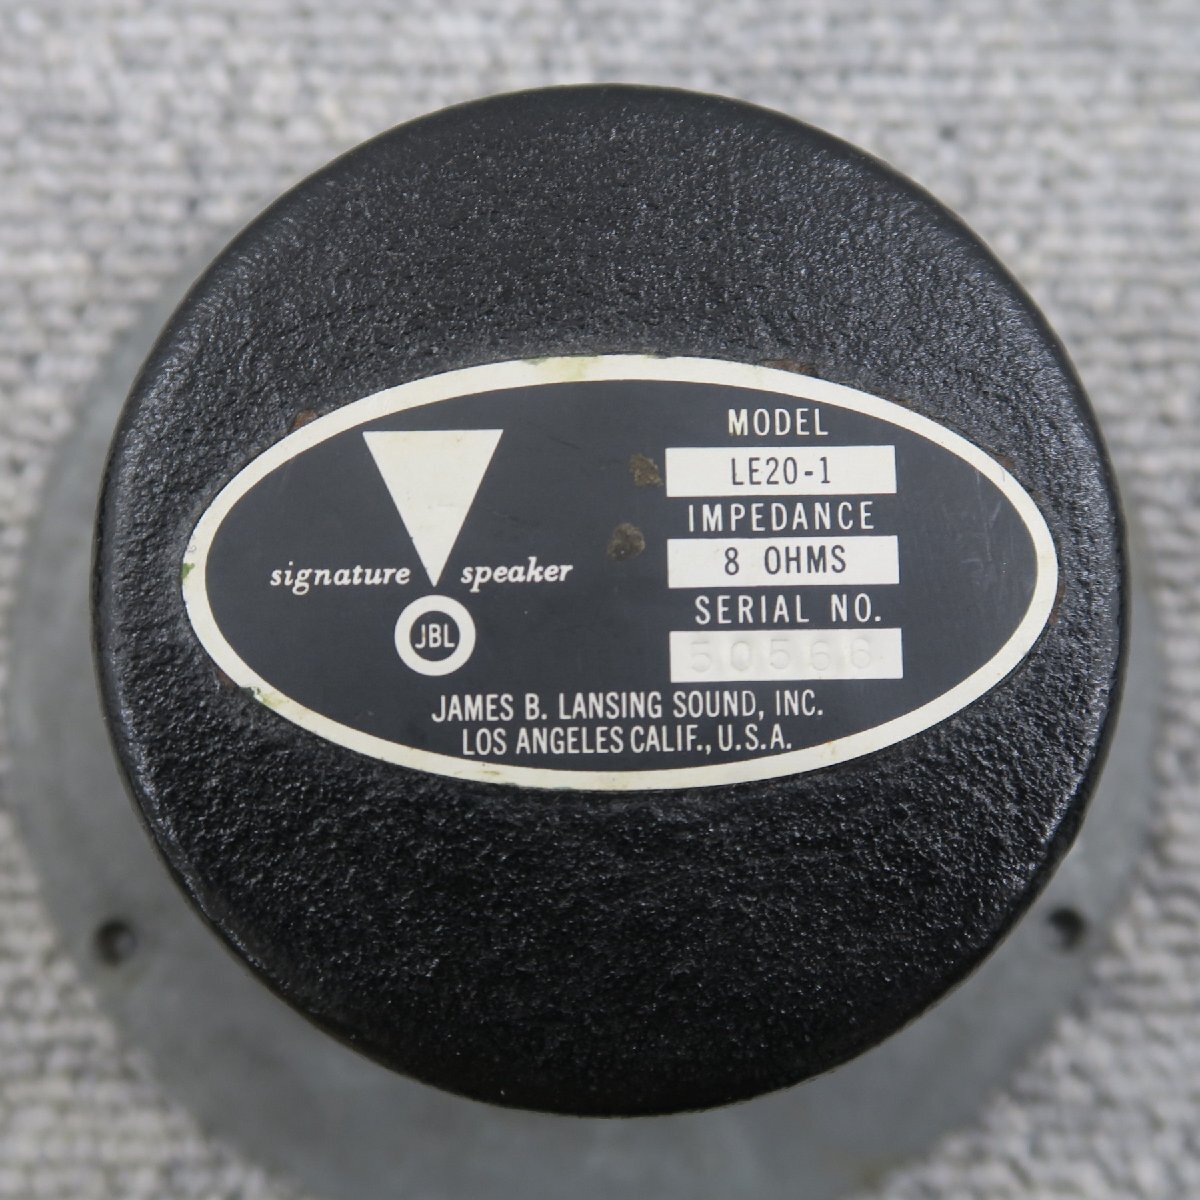 MODEL
LE20-1
IMPEDANCE
8 OHMS
SERIAL NO.
50566
signature speaker
JBL
JAMES B. LANSING SOUND, INC.
LOS ANGELES CALIF., U.S.A.